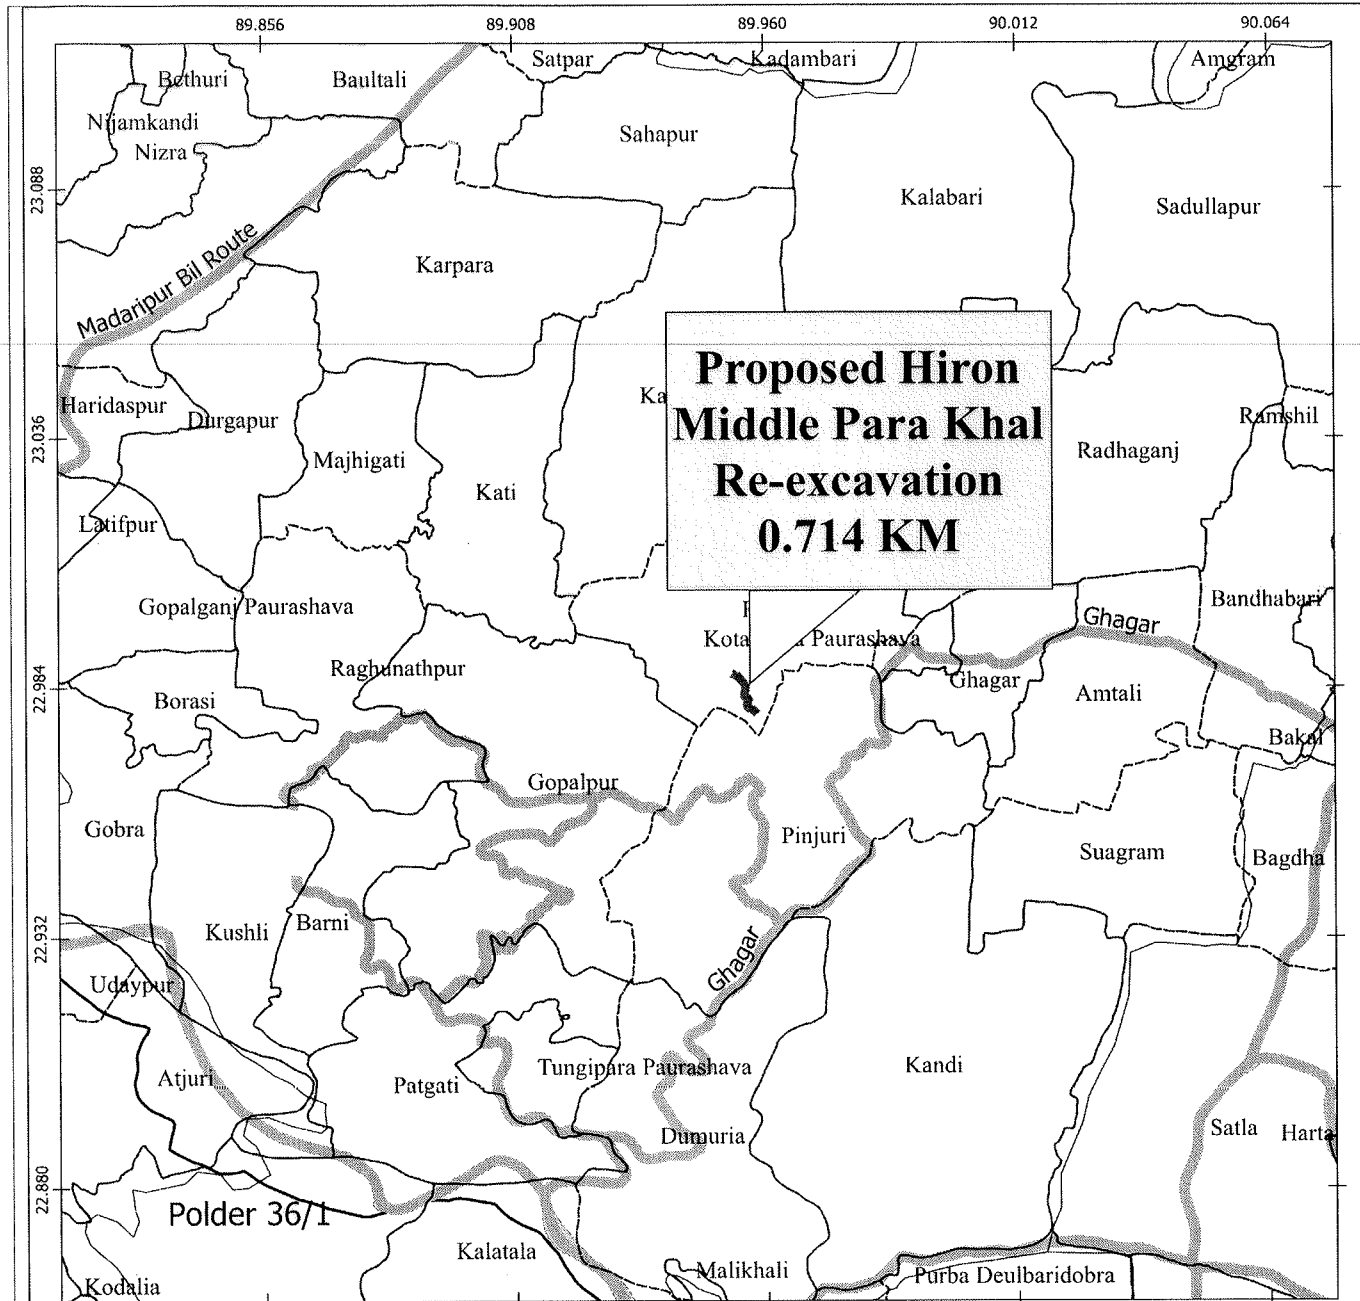 89.856 89.908 89.960 90.012 90.064
Satpar Kadambari Amgram
Bethuri Baultali
Nijamkandi Sahapur
Nizra
23.088
Kalabari Sadullapur
Madaripur Bil Route
Karpara
Proposed Hiron
Middle Para Khal
Re-excavation
0.714 KM
Haridaspur Durgapur Ramshil
23.036
Majhigati Radhaganj
Kati
Latifpur
Gopalganj Paurashava Bandhabari
Ghagar
Paurashava
Raghunathpur
22.984
Borasi Ghagar Amtali
Bakal
Gopalpur
Gobra Pinjuri
Suagram Bagdha
Kushli Barni
22.932
Ghagar
Udaypur
Atjuri Patgati Tungipara Paurashava Kandi
Dumuria Satla Harta
22.880
Polder 36/1
Kalatala
Kodalia Malikhali Purba Deulbaridobra